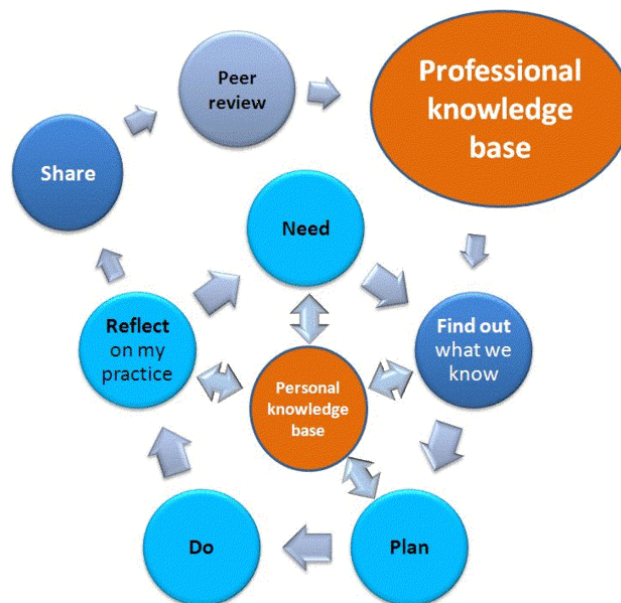 Peer
review
Professional
knowledge
base
Share
Need
Reflect
on my
practice
Find out
what we
know
Personal
knowledge
base
Do
Plan